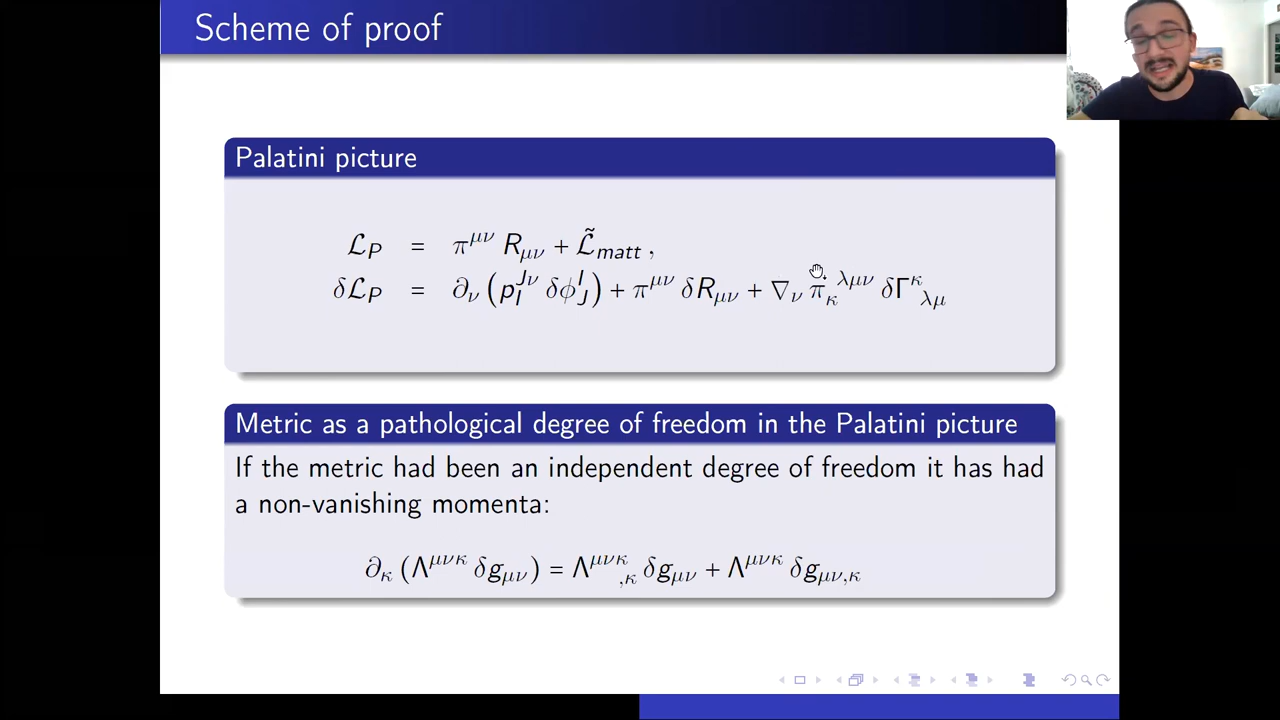 Scheme of proof
Palatini picture
ℒ_P = π^{μν} R_{μν} + ℒ̃_{matt} ,
δℒ_P = ∂_ν (p_I^{Jν} δϕ^I_J) + π^{μν} δR_{μν} + ∇_ν π_κ^{λμν} δΓ^κ_{λμ}
Metric as a pathological degree of freedom in the Palatini picture
If the metric had been an independent degree of freedom it has had
a non-vanishing momenta:
∂_κ (Λ^{μνκ} δg_{μν}) = Λ^{μνκ}_{,κ} δg_{μν} + Λ^{μνκ} δg_{μν,κ}